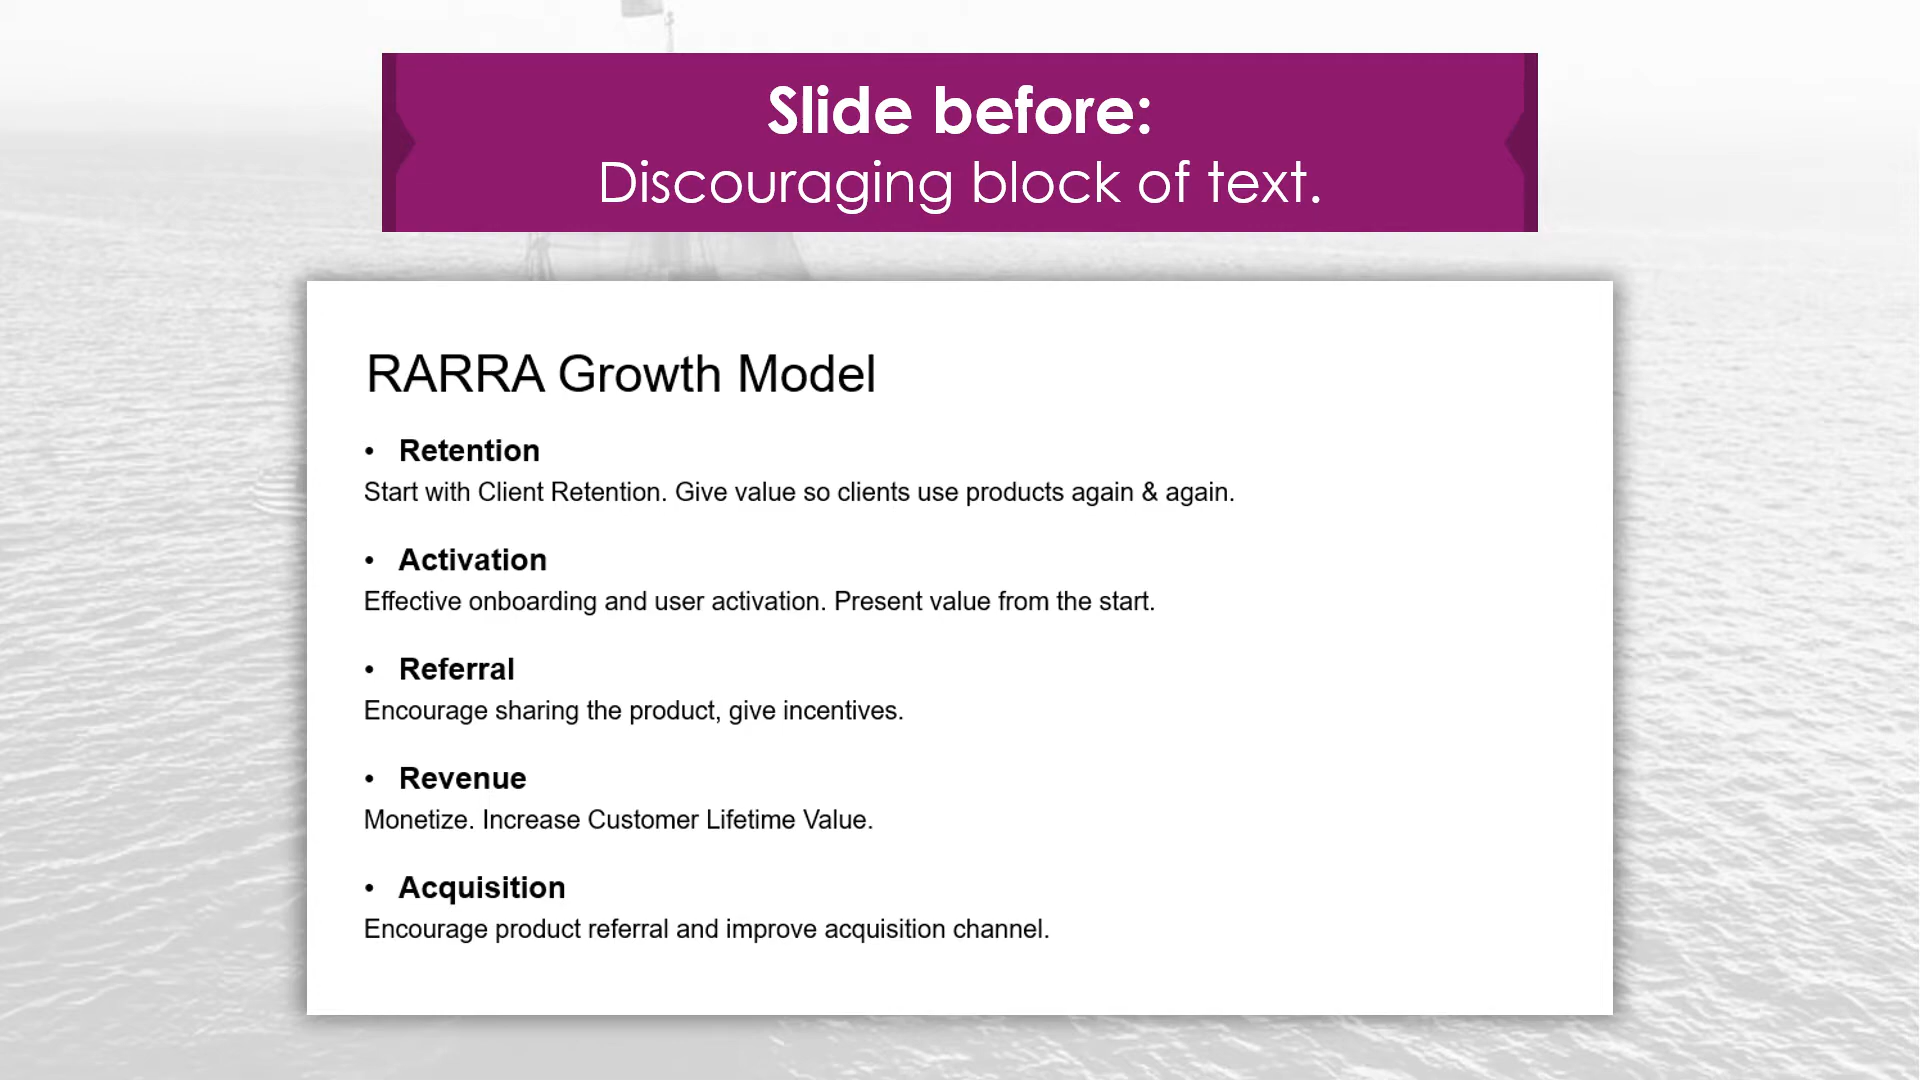 Slide before:
Discouraging block of text.
RARRA Growth Model
• Retention
Start with Client Retention. Give value so clients use products again & again.
• Activation
Effective onboarding and user activation. Present value from the start.
• Referral
Encourage sharing the product, give incentives.
• Revenue
Monetize. Increase Customer Lifetime Value.
• Acquisition
Encourage product referral and improve acquisition channel.